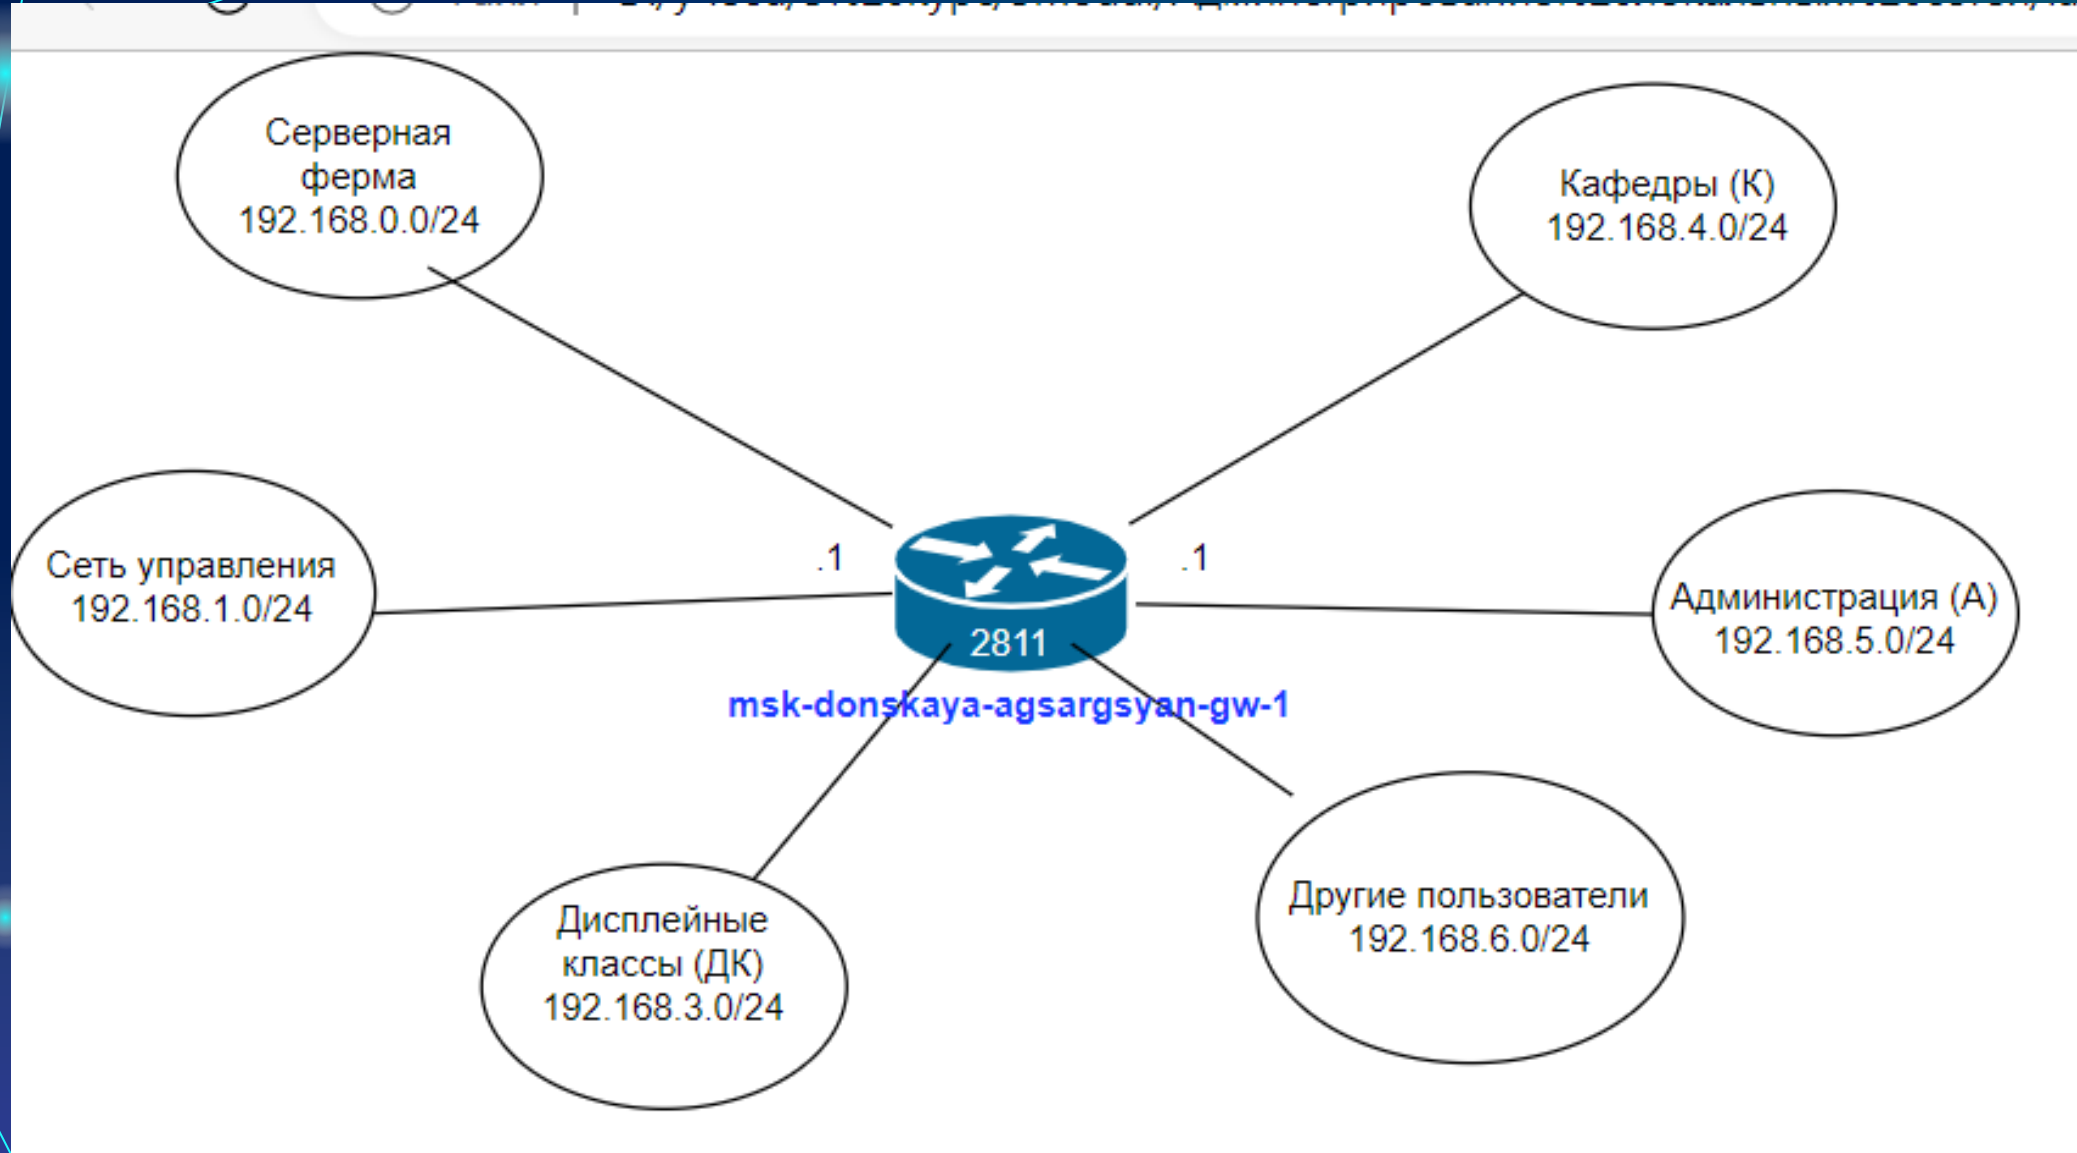 Серверная
ферма
192.168.0.0/24
Кафедры (К)
192.168.4.0/24
Сеть управления
192.168.1.0/24
.1
.1
2811
msk-donskaya-agsargsyan-gw-1
Администрация (А)
192.168.5.0/24
Дисплейные
классы (ДК)
192.168.3.0/24
Другие пользователи
192.168.6.0/24